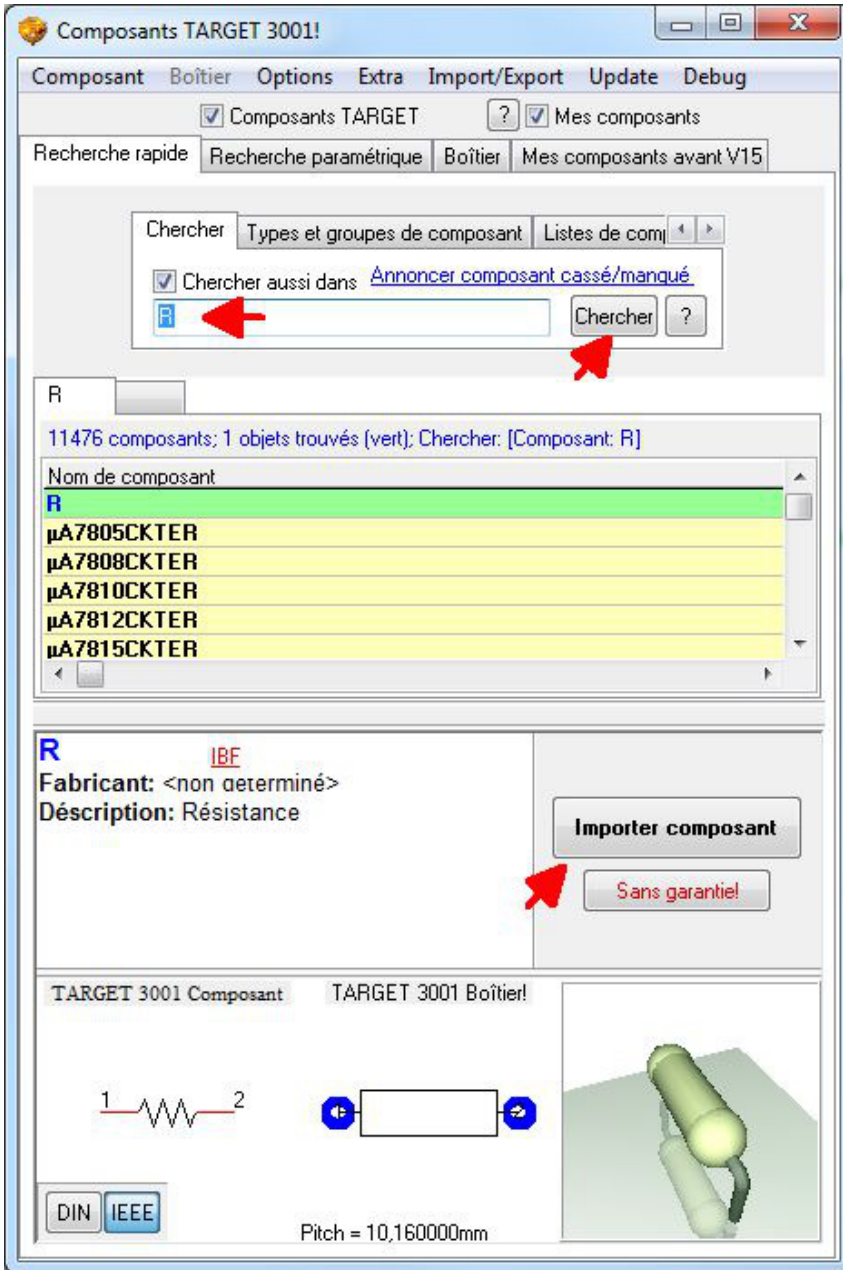 Composants TARGET 3001!
Composant Boîtier Options Extra Import/Export Update Debug
Composants TARGET ? Mes composants
Recherche rapide Recherche paramétrique Boîtier Mes composants avant V15
Chercher Types et groupes de composant Listes de com
Chercher aussi dans Annoncer composant cassé/manqué
R Chercher ?
R
11476 composants; 1 objets trouvés (vert); Chercher: [Composant: R]
Nom de composant
R
µA7805CKTER
µA7808CKTER
µA7810CKTER
µA7812CKTER
µA7815CKTER
R IBF
Fabricant: <non determiné>
Déscription: Résistance
Importer composant
Sans garantie!
TARGET 3001 Composant TARGET 3001 Boîtier!
1 2 1 2
DIN IEEE
Pitch = 10,160000mm